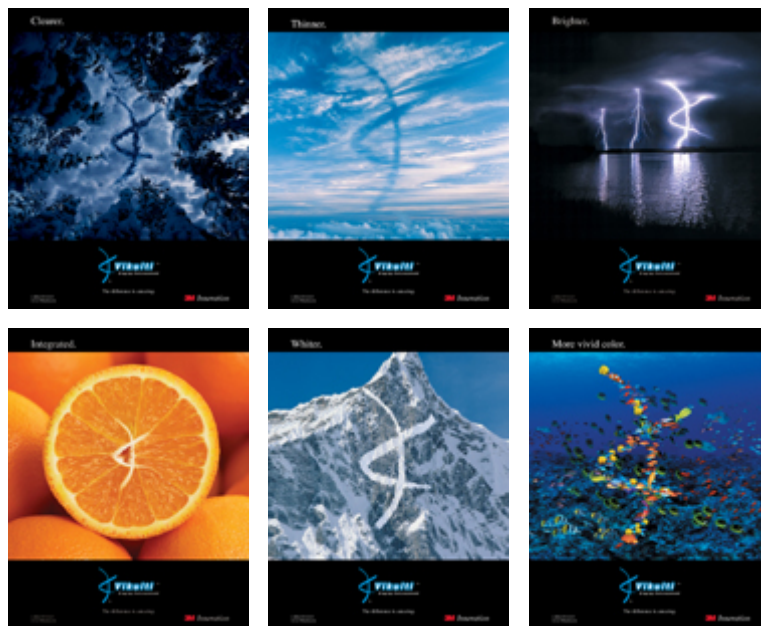 Clearer.
Thinner.
Brighter.
Vikuiti
The difference is amazing.
3M Innovation
Vikuiti
The difference is amazing.
3M Innovation
Vikuiti
The difference is amazing.
3M Innovation
Integrated.
Whiter.
More vivid color.
Vikuiti
The difference is amazing.
3M Innovation
Vikuiti
The difference is amazing.
3M Innovation
Vikuiti
The difference is amazing.
3M Innovation